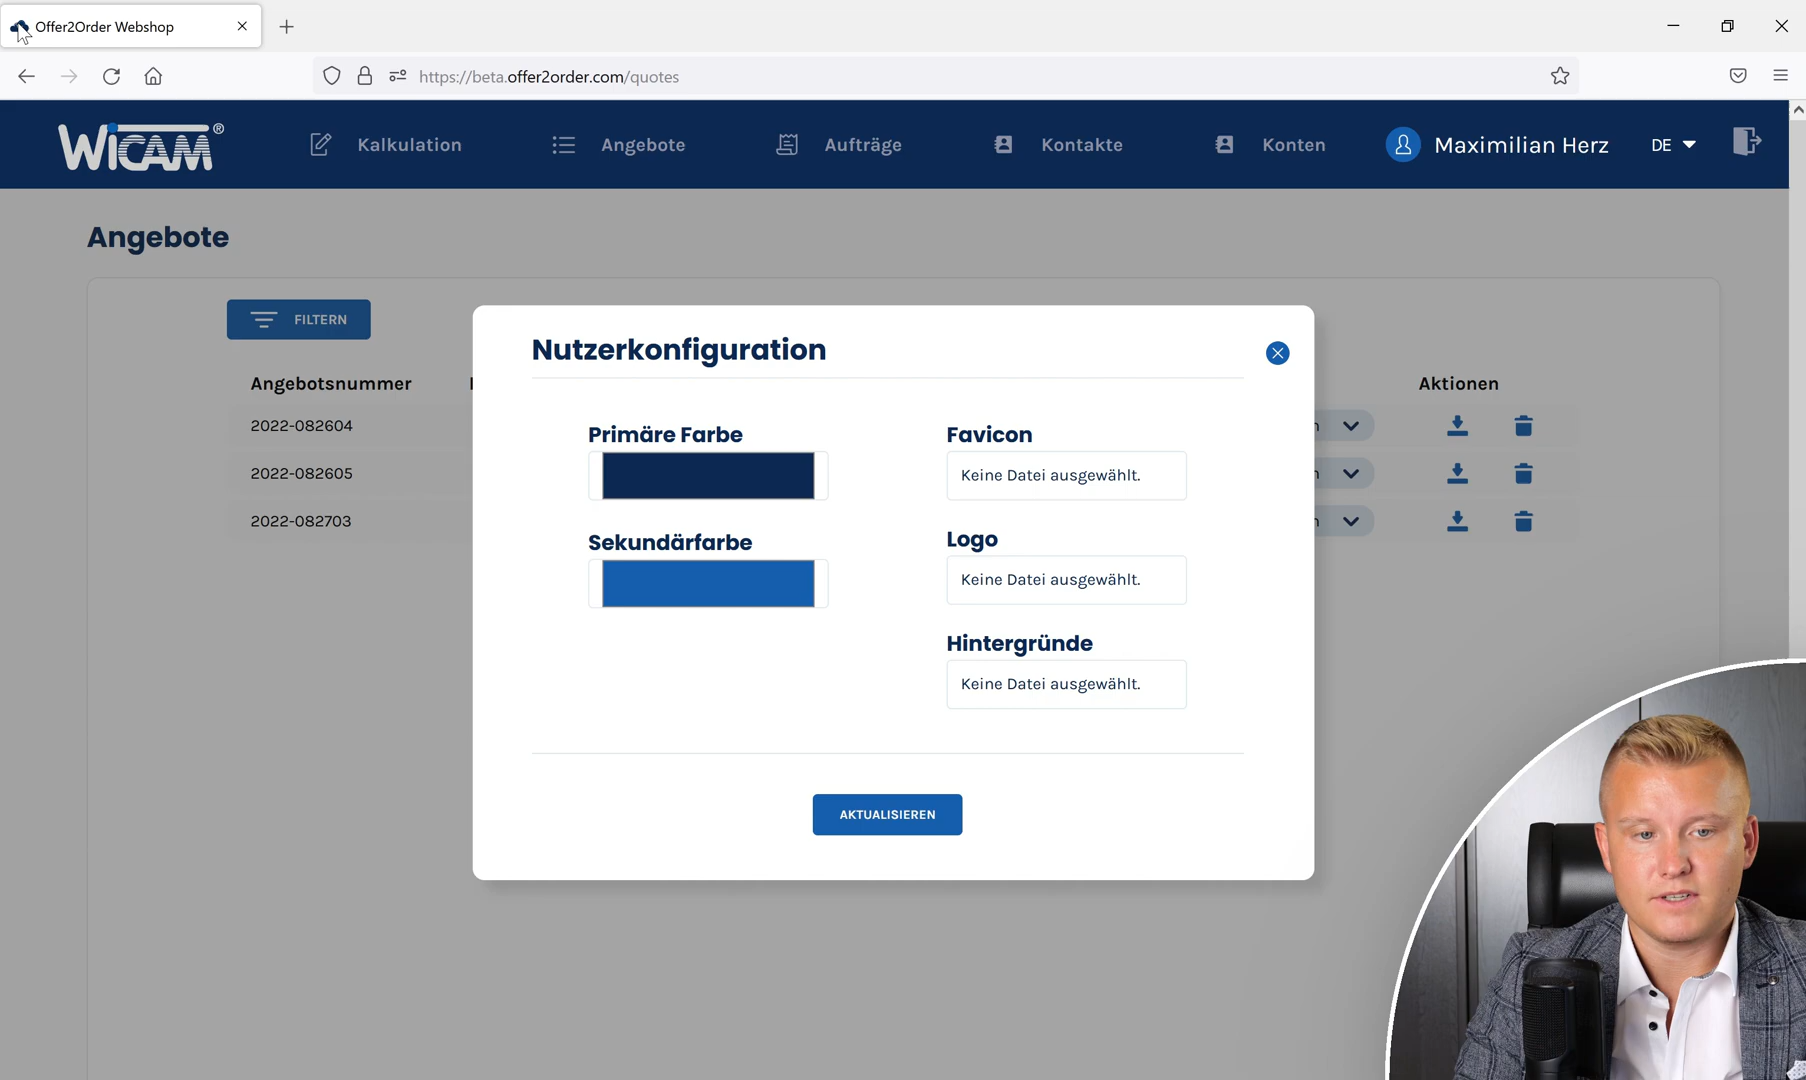 Offer2Order Webshop
https://beta.offer2order.com/quotes
WiCAM®
Kalkulation
Angebote
Aufträge
Kontakte
Konten
Maximilian Herz
DE
Angebote
FILTERN
Nutzerkonfiguration
Angebotsnummer
Aktionen
2022-082604
2022-082605
2022-082703
Primäre Farbe
Favicon
Keine Datei ausgewählt.
Sekundärfarbe
Logo
Keine Datei ausgewählt.
Hintergründe
Keine Datei ausgewählt.
AKTUALISIEREN